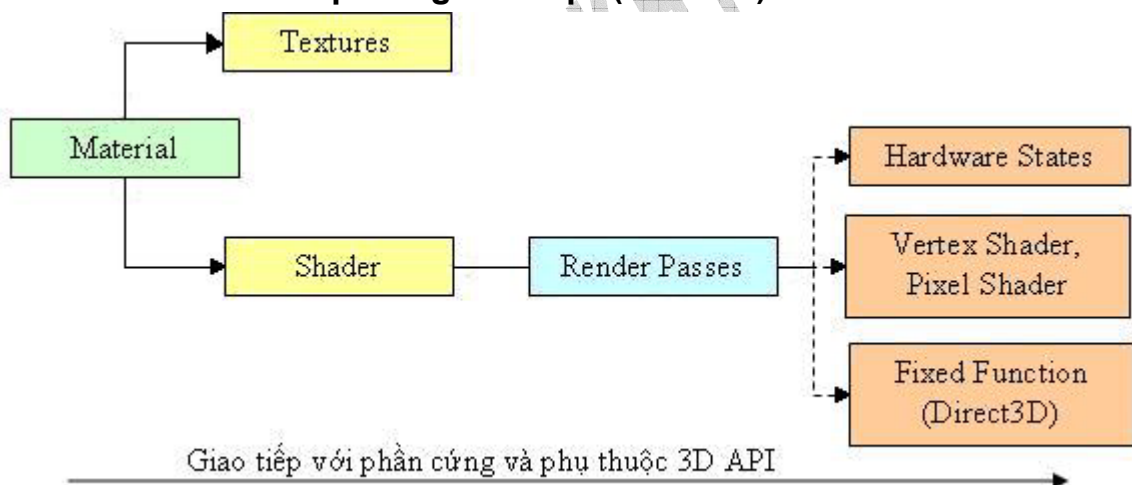 Textures
Material
Hardware States
Vertex Shader,
Pixel Shader
Shader
Render Passes
Fixed Function
(Direct3D)
Giao tiếp với phần cứng và phụ thuộc 3D API